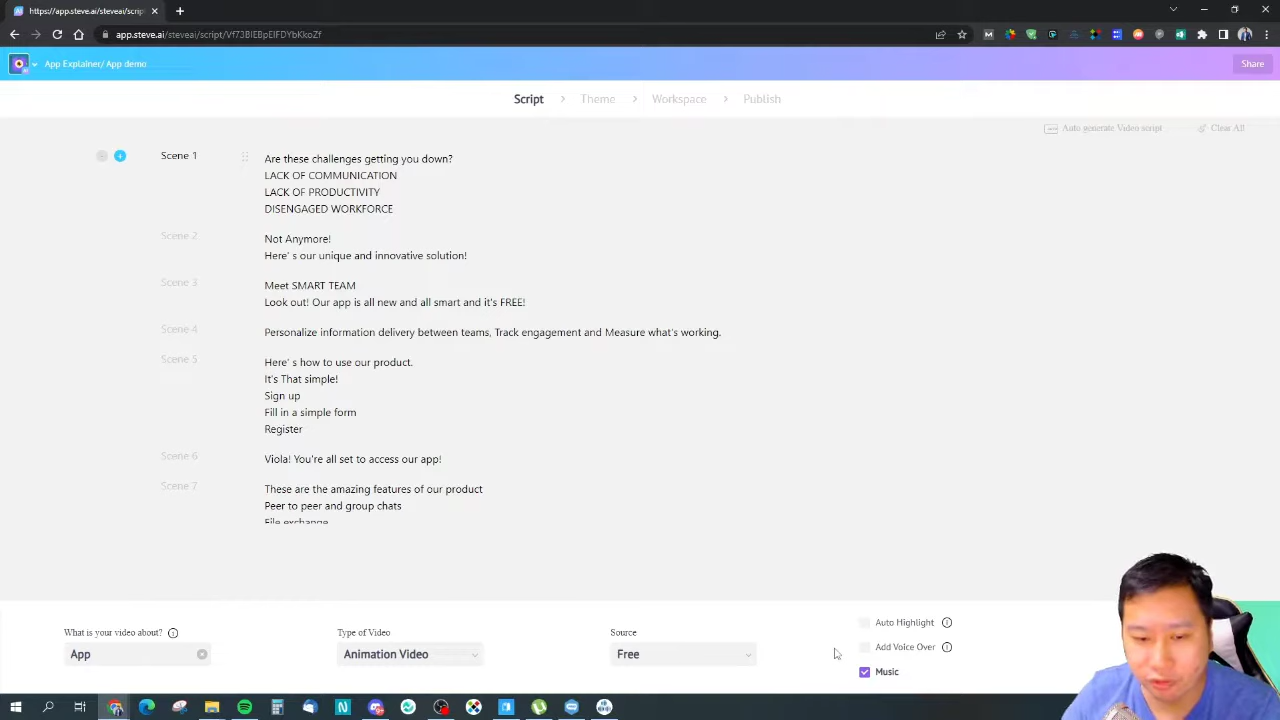 https://app.steve.ai/steveai/script
app.steve.ai/steveai/script/Vf73BIEBpElFDYbKkoZf
App Explainer/ App demo
Share
Script > Theme > Workspace > Publish
Auto generate Video script
Clear All
Scene 1
Are these challenges getting you down?
LACK OF COMMUNICATION
LACK OF PRODUCTIVITY
DISENGAGED WORKFORCE
Scene 2
Not Anymore!
Here' s our unique and innovative solution!
Scene 3
Meet SMART TEAM
Look out! Our app is all new and all smart and it's FREE!
Scene 4
Personalize information delivery between teams, Track engagement and Measure what's working.
Scene 5
Here' s how to use our product.
It's That simple!
Sign up
Fill in a simple form
Register
Scene 6
Viola! You're all set to access our app!
Scene 7
These are the amazing features of our product
Peer to peer and group chats
File exchange
What is your video about?
App
Type of Video
Animation Video
Source
Free
Auto Highlight
Add Voice Over
Music